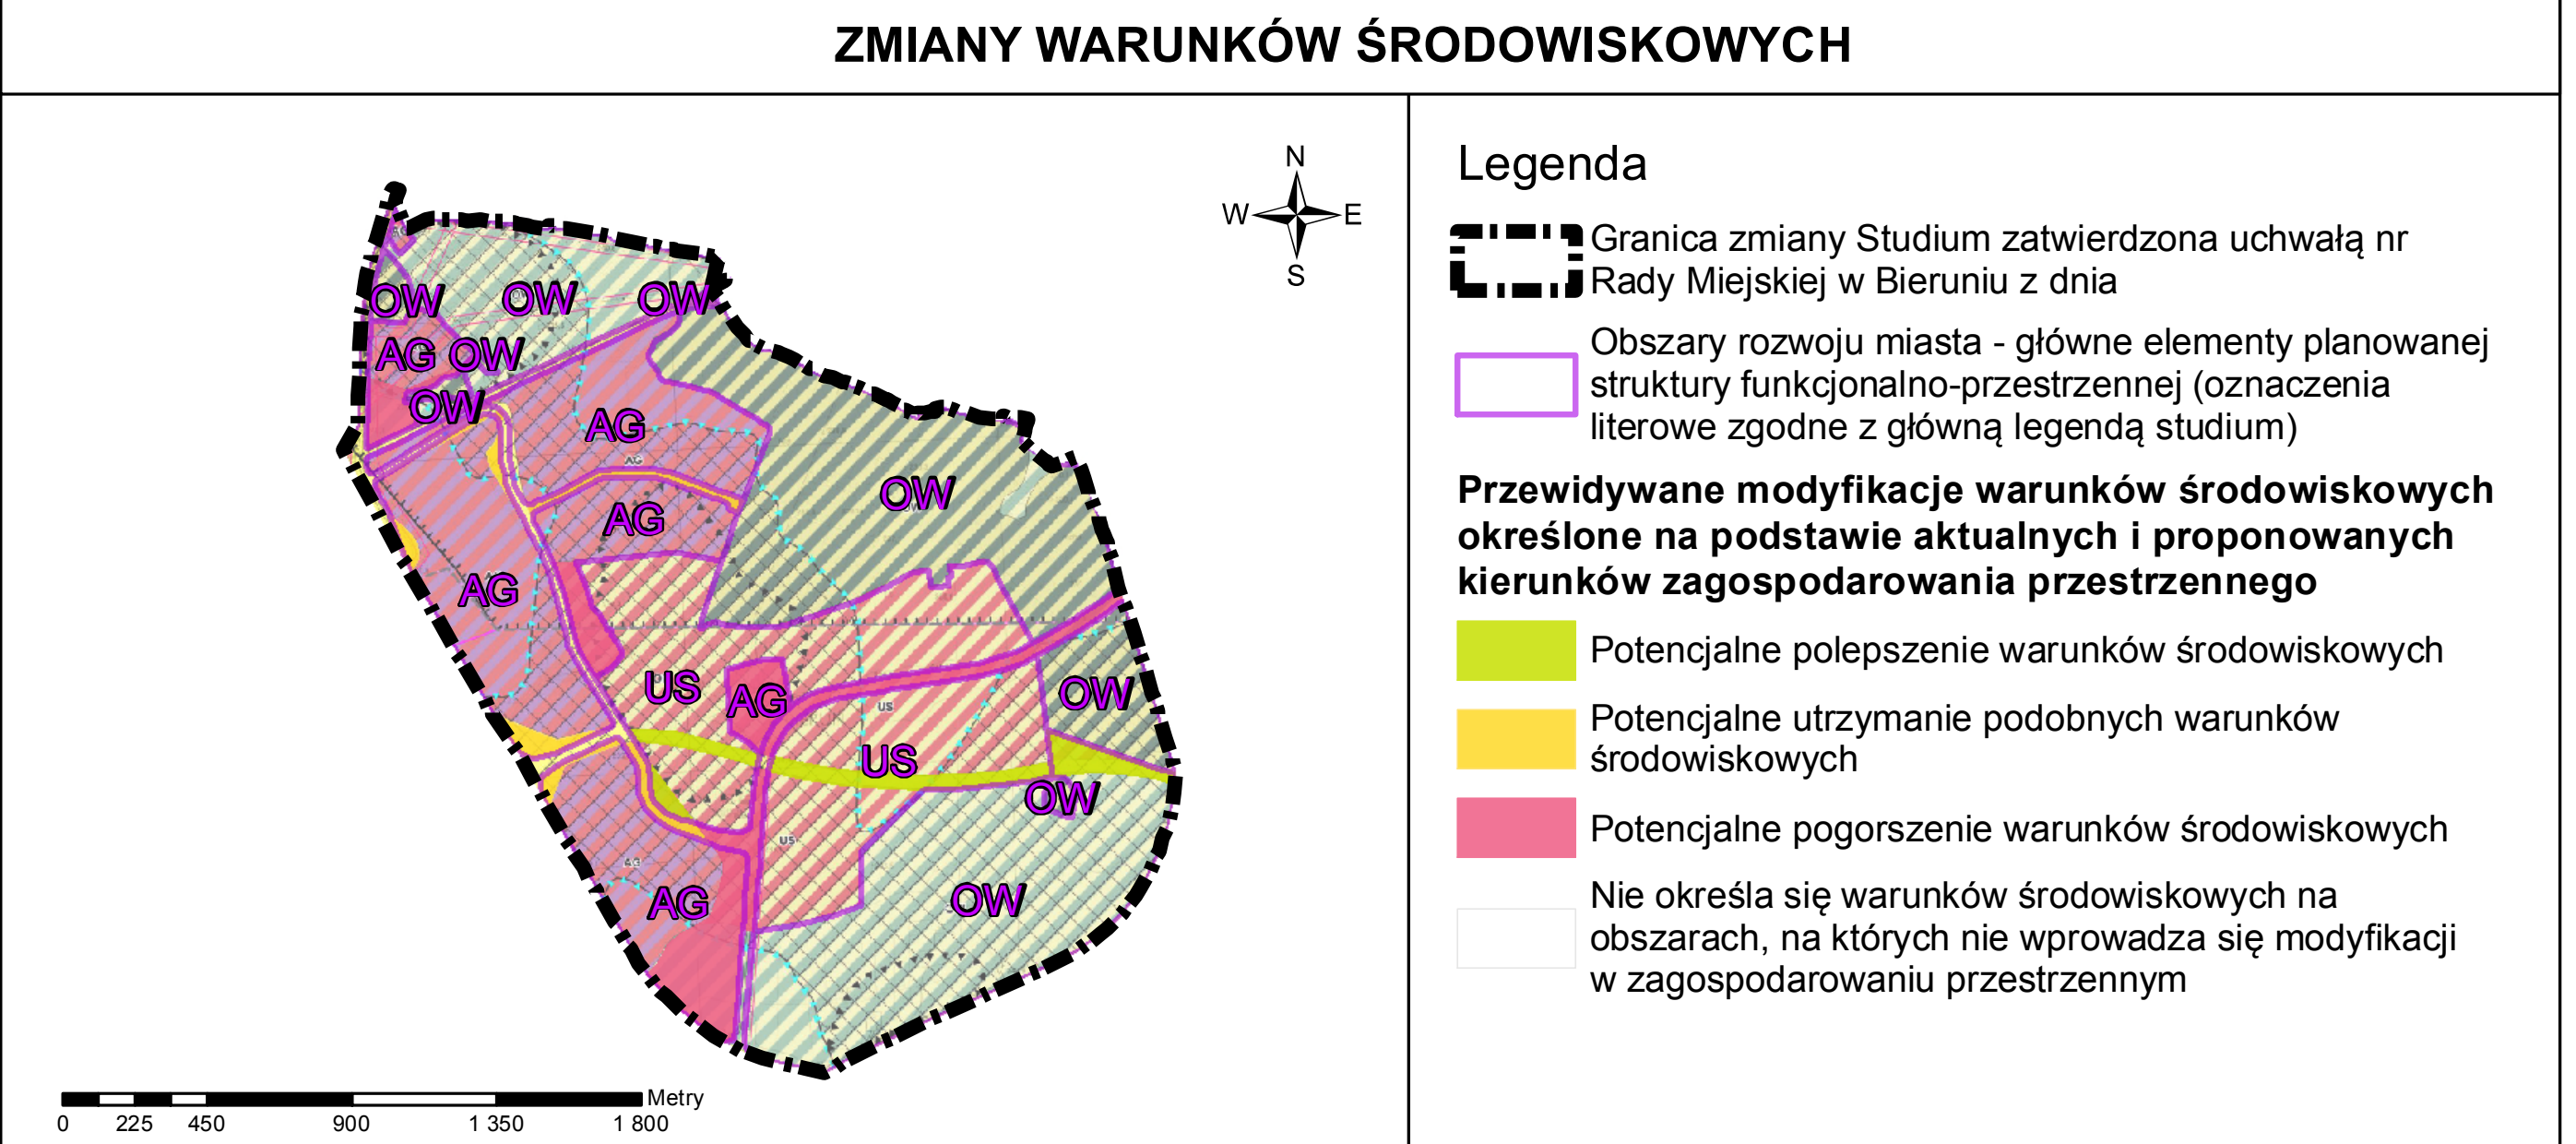 ZMIANY WARUNKÓW ŚRODOWISKOWYCH
N
W
E
S
OW
OW
OW
AG
OW
OW
AG
AG
OW
AG
AG
US
AG
OW
US
US
OW
US
AG
AG
OW
Metry
0
225
450
900
1 350
1 800
Legenda
Granica zmiany Studium zatwierdzona uchwałą nr
Rady Miejskiej w Bieruniu z dnia
Obszary rozwoju miasta - główne elementy planowanej
struktury funkcjonalno-przestrzennej (oznaczenia
literowe zgodne z główną legendą studium)
Przewidywane modyfikacje warunków środowiskowych
określone na podstawie aktualnych i proponowanych
kierunków zagospodarowania przestrzennego
Potencjalne polepszenie warunków środowiskowych
Potencjalne utrzymanie podobnych warunków
środowiskowych
Potencjalne pogorszenie warunków środowiskowych
Nie określa się warunków środowiskowych na
obszarach, na których nie wprowadza się modyfikacji
w zagospodarowaniu przestrzennym